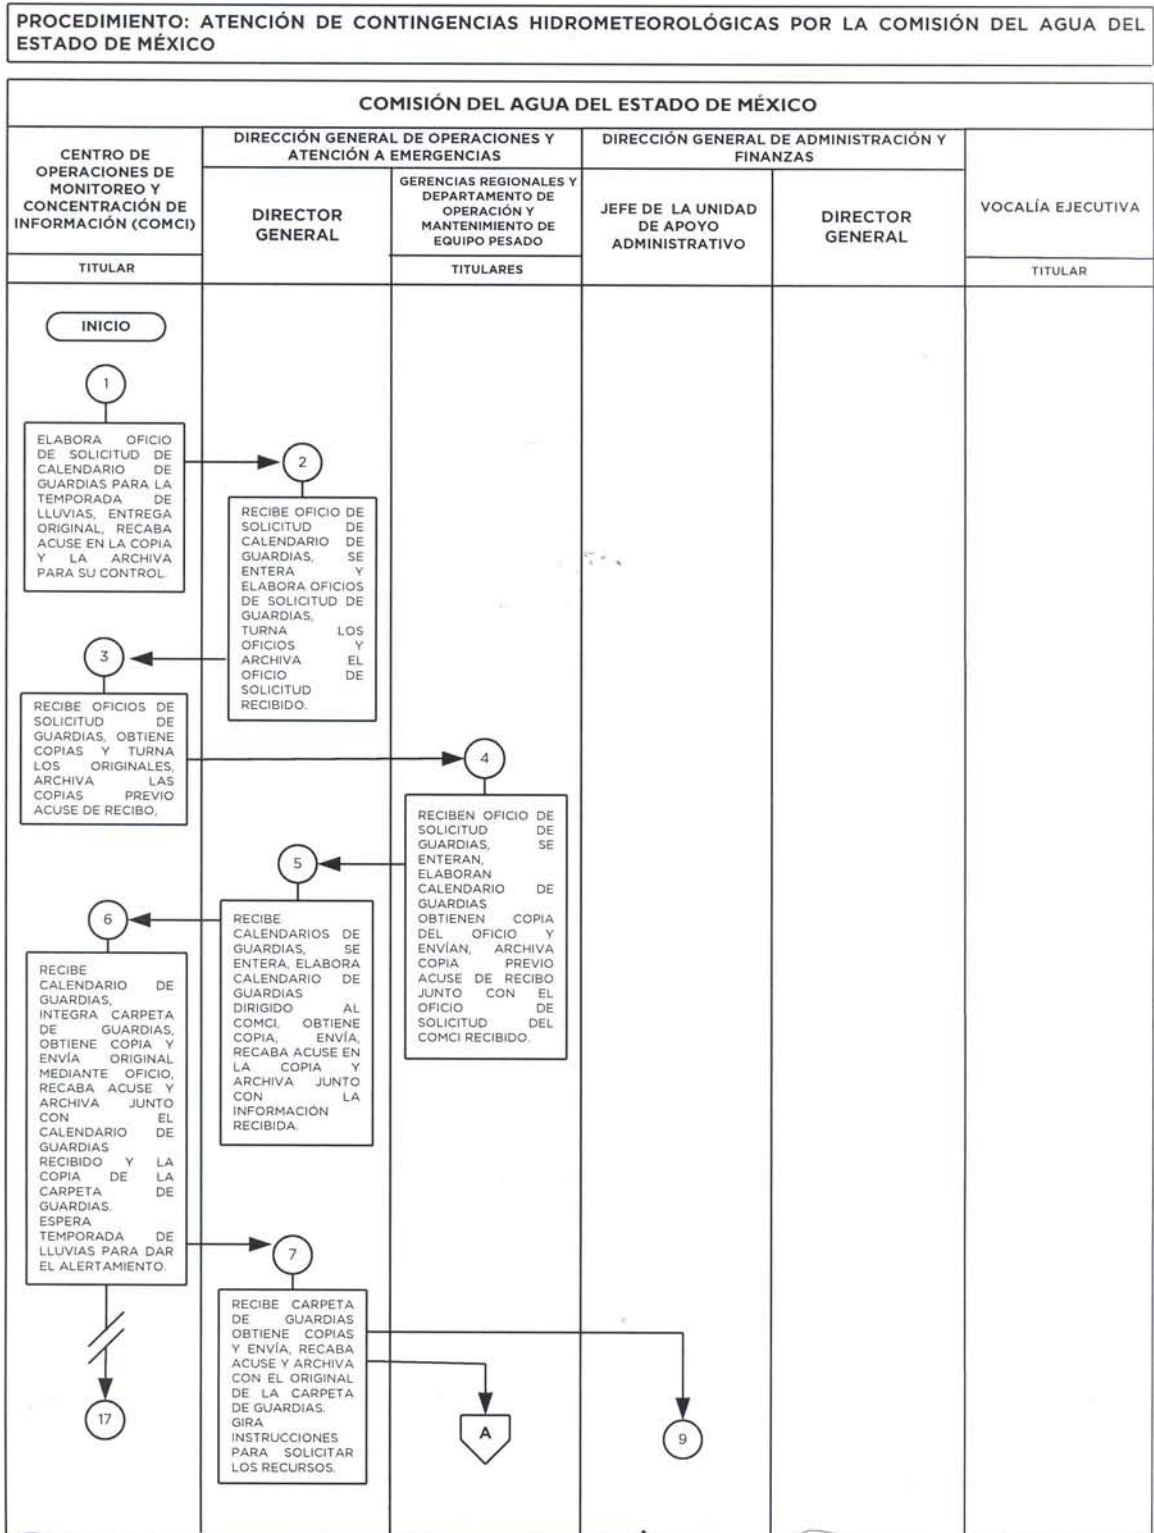 PROCEDIMIENTO: ATENCIÓN DE CONTINGENCIAS HIDROMETEOROLÓGICAS POR LA COMISIÓN DEL AGUA DEL
ESTADO DE MÉXICO
COMISIÓN DEL AGUA DEL ESTADO DE MÉXICO
CENTRO DE
OPERACIONES DE
MONITOREO Y
CONCENTRACIÓN DE
INFORMACIÓN (COMCI)
TITULAR
DIRECCIÓN GENERAL DE OPERACIONES Y
ATENCIÓN A EMERGENCIAS
DIRECTOR
GENERAL
GERENCIAS REGIONALES Y
DEPARTAMENTO DE
OPERACIÓN Y
MANTENIMIENTO DE
EQUIPO PESADO
TITULARES
DIRECCIÓN GENERAL DE ADMINISTRACIÓN Y
FINANZAS
JEFE DE LA UNIDAD
DE APOYO
ADMINISTRATIVO
DIRECTOR
GENERAL
VOCALÍA EJECUTIVA
TITULAR
INICIO
1
ELABORA OFICIO
DE SOLICITUD DE
CALENDARIO DE
GUARDIAS PARA LA
TEMPORADA DE
LLUVIAS, ENTREGA
ORIGINAL, RECABA
ACUSE EN LA COPIA
Y LA ARCHIVA
PARA SU CONTROL.
2
RECIBE OFICIO DE
SOLICITUD DE
CALENDARIO DE
GUARDIAS, SE
ENTERA Y
ELABORA OFICIOS
DE SOLICITUD DE
GUARDIAS,
TURNA LOS
OFICIOS Y
ARCHIVA EL
OFICIO DE
SOLICITUD
RECIBIDO.
3
RECIBE OFICIOS DE
SOLICITUD DE
GUARDIAS, OBTIENE
COPIAS Y TURNA
LOS ORIGINALES,
ARCHIVA LAS
COPIAS PREVIO
ACUSE DE RECIBO,
4
RECIBEN OFICIO DE
SOLICITUD DE
GUARDIAS, SE
ENTERAN,
ELABORAN
CALENDARIO DE
GUARDIAS
OBTIENEN COPIA
DEL OFICIO Y
ENVÍAN, ARCHIVA
COPIA PREVIO
ACUSE DE RECIBO
JUNTO CON EL
OFICIO DE
SOLICITUD DEL
COMCI RECIBIDO.
5
RECIBE
CALENDARIOS DE
GUARDIAS, SE
ENTERA, ELABORA
CALENDARIO DE
GUARDIAS
DIRIGIDO AL
COMCI, OBTIENE
COPIA, ENVÍA,
RECABA ACUSE EN
LA COPIA Y
ARCHIVA JUNTO
CON LA
INFORMACIÓN
RECIBIDA.
6
RECIBE
CALENDARIO DE
GUARDIAS,
INTEGRA CARPETA
DE GUARDIAS,
OBTIENE COPIA Y
ENVÍA ORIGINAL
MEDIANTE OFICIO,
RECABA ACUSE Y
ARCHIVA JUNTO
CON EL
CALENDARIO DE
GUARDIAS
RECIBIDO Y LA
COPIA DE LA
CARPETA DE
GUARDIAS.
ESPERA
TEMPORADA DE
LLUVIAS PARA DAR
EL ALERTAMIENTO.
7
RECIBE CARPETA
DE GUARDIAS
OBTIENE COPIAS
Y ENVÍA, RECABA
ACUSE Y ARCHIVA
CON EL ORIGINAL
DE LA CARPETA
DE GUARDIAS.
GIRA
INSTRUCCIONES
PARA SOLICITAR
LOS RECURSOS.
17
A
9